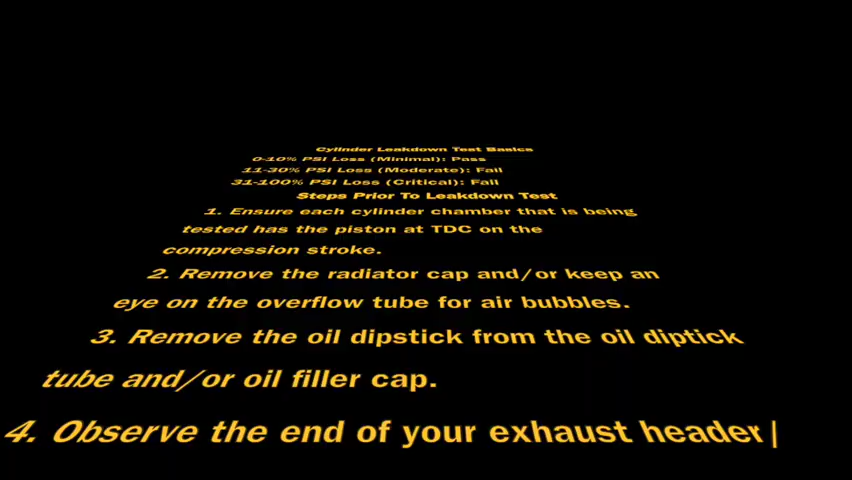 Cylinder Leakdown Test Basics
0-10% PSI Loss (Minimal): Pass
11-30% PSI Loss (Moderate): Fail
31-100% PSI Loss (Critical): Fail
Steps Prior To Leakdown Test
1. Ensure each cylinder chamber that is being
tested has the piston at TDC on the
compression stroke.
2. Remove the radiator cap and/or keep an
eye on the overflow tube for air bubbles.
3. Remove the oil dipstick from the oil diptick
tube and/or oil filler cap.
4. Observe the end of your exhaust header|